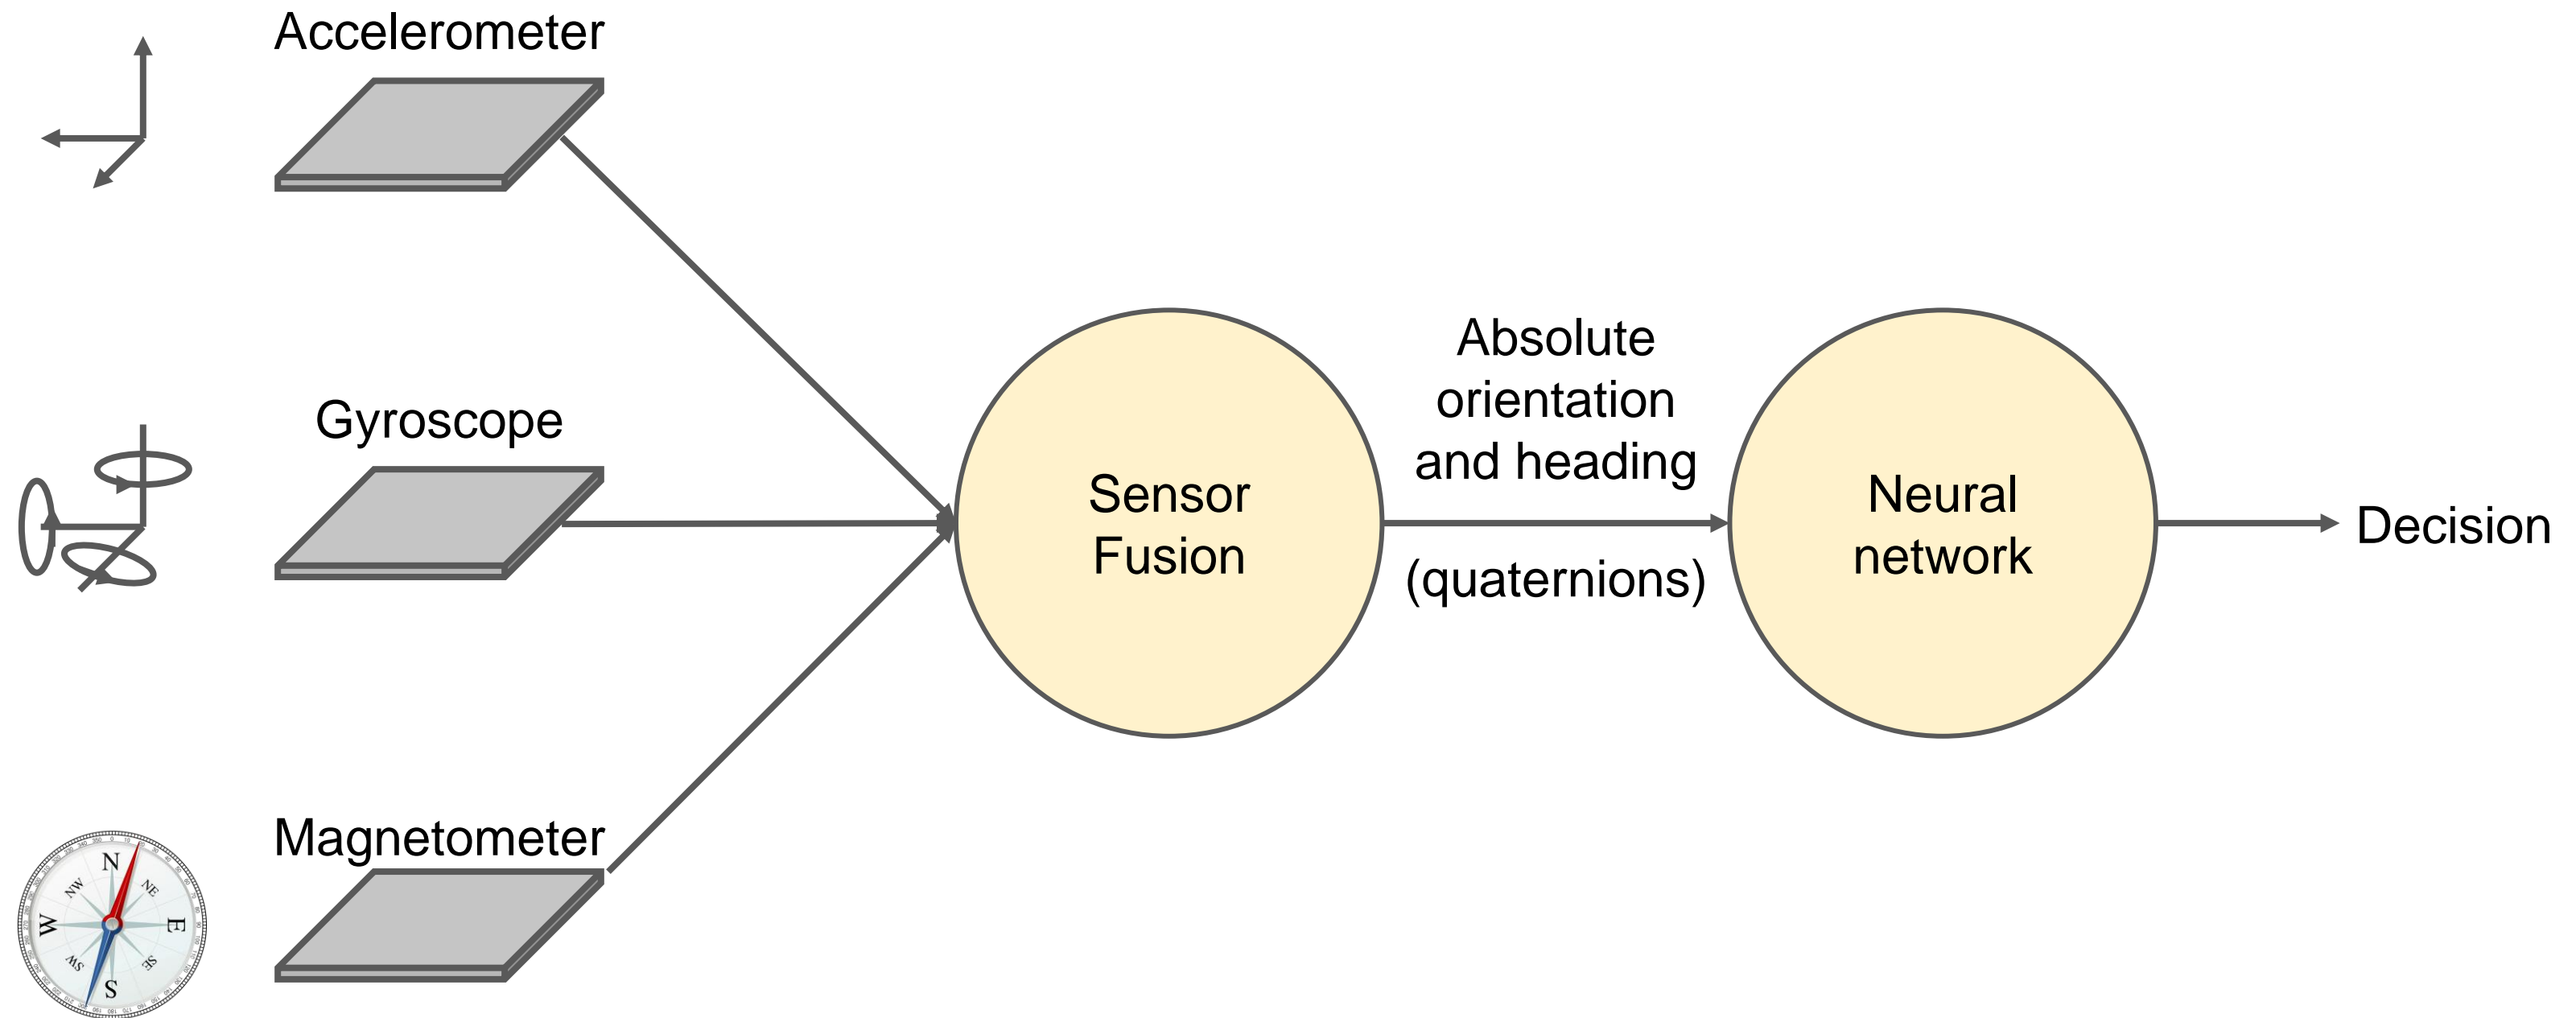 Accelerometer
Gyroscope
Magnetometer
N
NE
E
SE
S
SW
W
NW
Sensor
Fusion
Absolute
orientation
and heading
(quaternions)
Neural
network
Decision